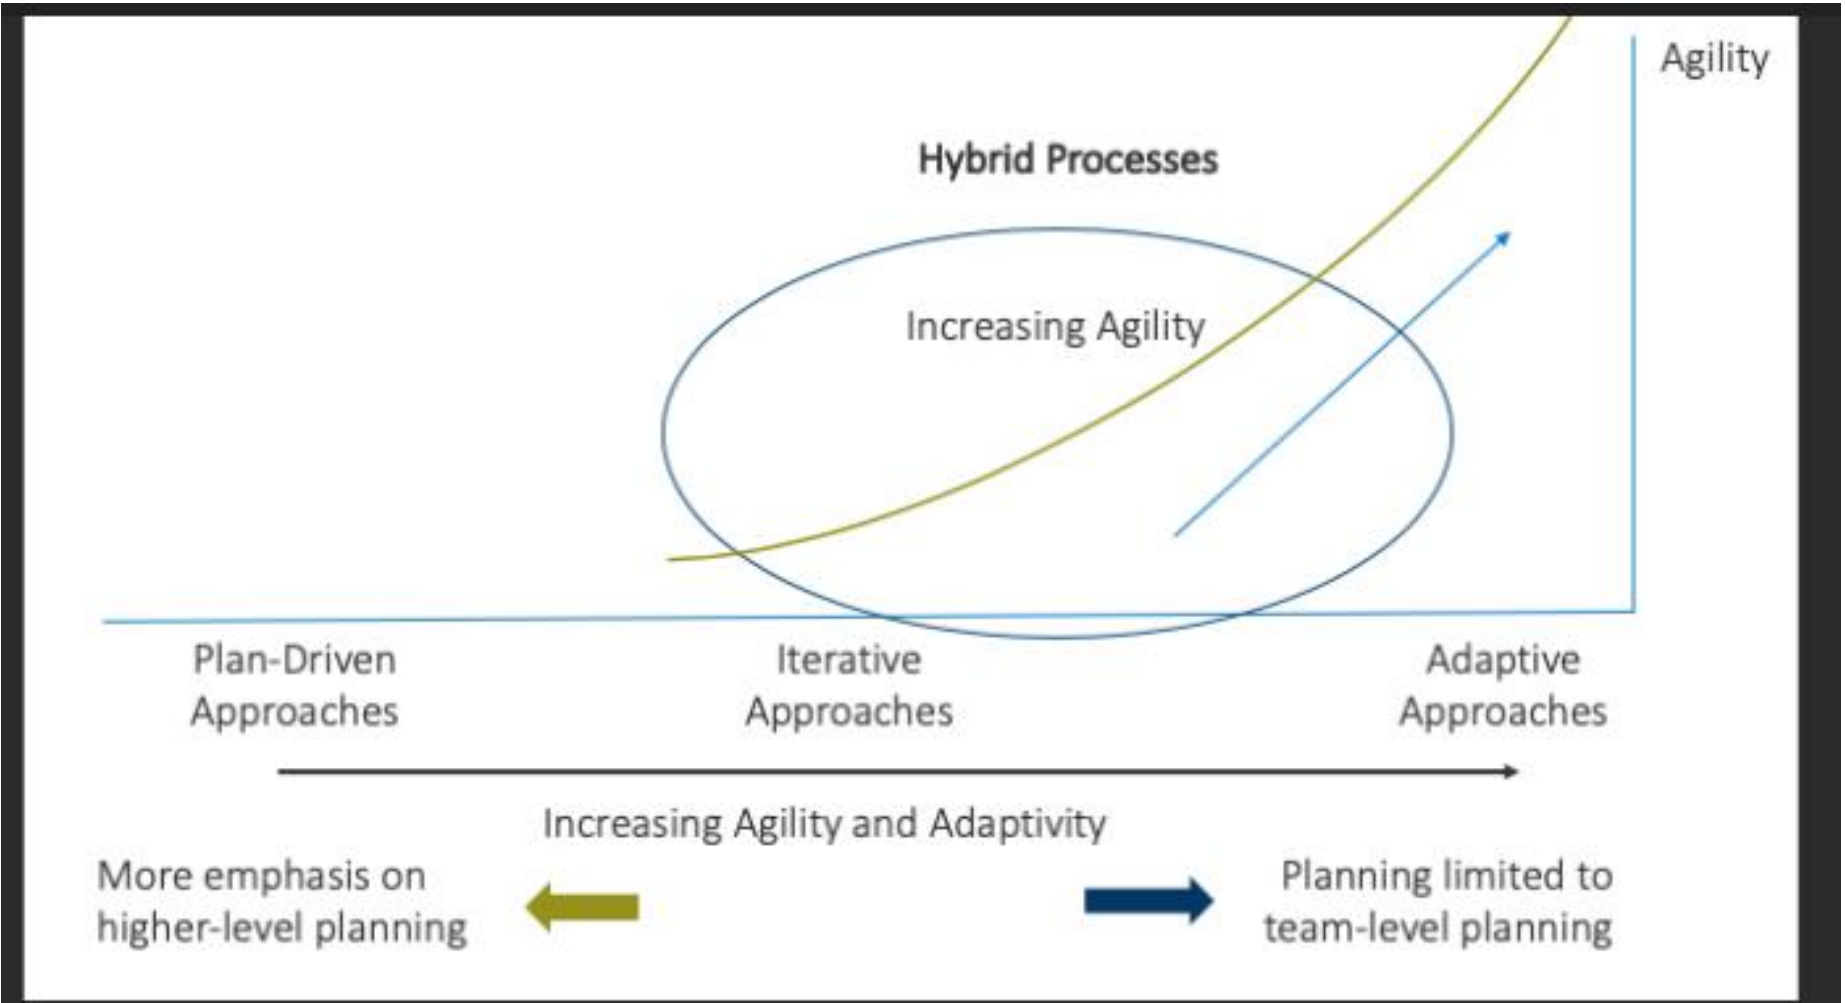 Agility
Hybrid Processes
Increasing Agility
Plan-Driven
Approaches
Iterative
Approaches
Adaptive
Approaches
Increasing Agility and Adaptivity
More emphasis on
higher-level planning
Planning limited to
team-level planning